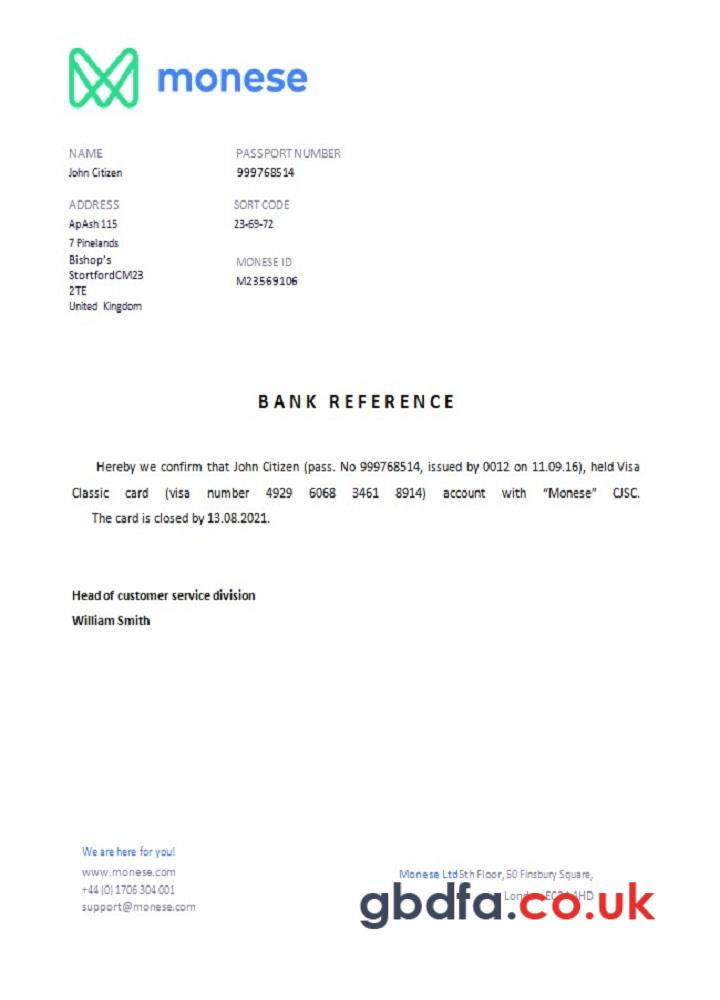 monese
NAME
John Citizen
PASSPORT NUMBER
999768514
ADDRESS
ApAsh 115
7 Pinelands
Bishop's
StortfordCM23
2TE
United Kingdom
SORT CODE
23-69-72
MONESE ID
M23569106
BANK REFERENCE
Hereby we confirm that John Citizen (pass. No 999768514, issued by 0012 on 11.09.16), held Visa
Classic card (visa number 4929 6068 3461 8914) account with "Monese" CJSC.
The card is closed by 13.08.2021.
Head of customer service division
William Smith
We are here for you!
www.monese.com
+44 (0) 1706 304 001
support@monese.com
Monese Ltd 5th Floor, 50 Finsbury Square,
gbdfa.co.uk